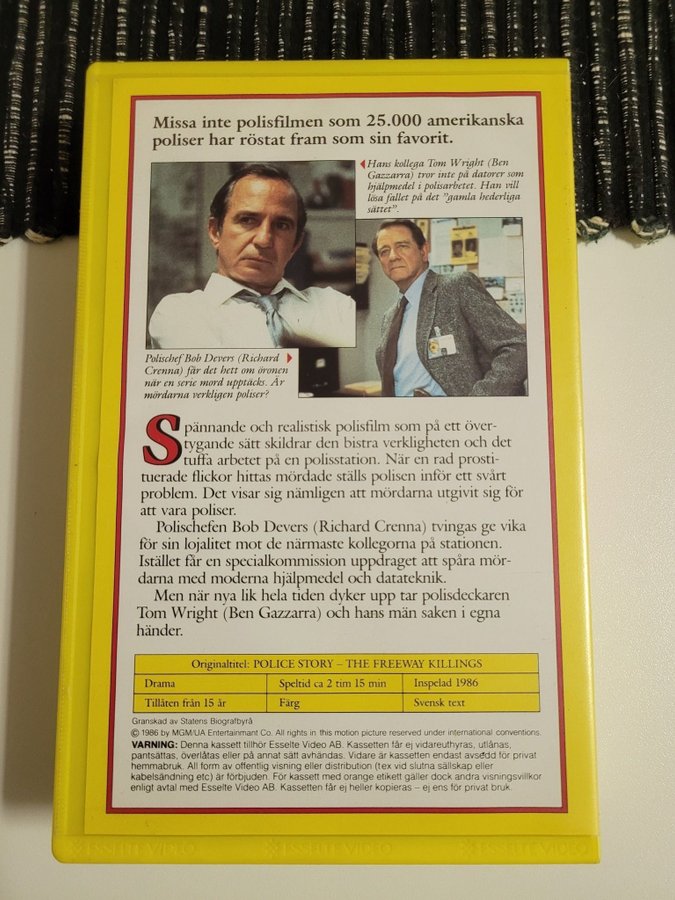 Missa inte polisfilmen som 25.000 amerikanska
poliser har röstat fram som sin favorit.
Hans kollega Tom Wright (Ben
Gazzarra) tror inte på datorer som
hjälpmedel i polisarbetet. Han vill
lösa fallet på det "gamla hederliga
sättet".
Polischef Bob Devers (Richard
Crenna) får det hett om öronen
när en serie mord upptäcks. Är
mördarna verkligen poliser?
Spännande och realistisk polisfilm som på ett över-
tygande sätt skildrar den bistra verkligheten och det
tuffa arbetet på en polisstation. När en rad prosti-
tuerade flickor hittas mördade ställs polisen inför ett svårt
problem. Det visar sig nämligen att mördarna utgivit sig för
att vara poliser.
Polischefen Bob Devers (Richard Crenna) tvingas ge vika
för sin lojalitet mot de närmaste kollegorna på stationen.
Istället får en specialkommission uppdraget att spåra mör-
darna med moderna hjälpmedel och datateknik.
Men när nya lik hela tiden dyker upp tar polisdeckaren
Tom Wright (Ben Gazzarra) och hans män saken i egna
händer.
Originaltitel: POLICE STORY – THE FREEWAY KILLINGS
Drama Speltid ca 2 tim 15 min Inspelad 1986
Tillåten från 15 år Färg Svensk text
Granskad av Statens Biografbyrå
© 1986 by MGM/UA Entertainmant Co. All rights in this motion picture reserved under international conventions.
VARNING: Denna kassett tillhör Esselte Video AB. Kassetten får ej vidareuthyras, utlånas,
pantsättas, överlåtas eller på annat sätt avhändas. Vidare är kassetten endast avsedd för privat
hemmabruk. All form av offentlig visning eller distribution (tex vid slutna sällskap eller
kabelsändning etc) är förbjuden. För kassett med orange etikett gäller dock andra visningsvillkor
enligt avtal med Esselte Video AB. Kassetten får ej heller kopieras – ej ens för privat bruk.
ESSELTE VIDEO ESSELTE VIDEO ESSELTE VIDEO